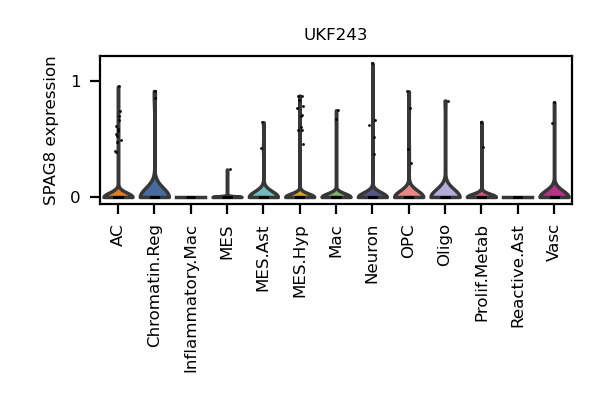 UKF243
SPAG8 expression
1
0
AC
Chromatin.Reg
Inflammatory.Mac
MES
MES.Ast
MES.Hyp
Mac
Neuron
OPC
Oligo
Prolif.Metab
Reactive.Ast
Vasc